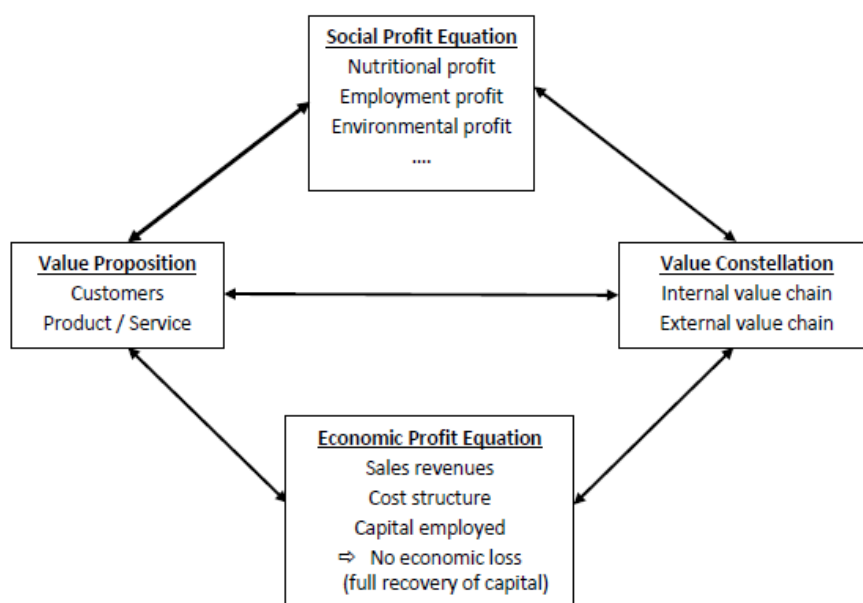 Social Profit Equation
Nutritional profit
Employment profit
Environmental profit
....
Value Proposition
Customers
Product / Service
Value Constellation
Internal value chain
External value chain
Economic Profit Equation
Sales revenues
Cost structure
Capital employed
⇨ No economic loss
(full recovery of capital)